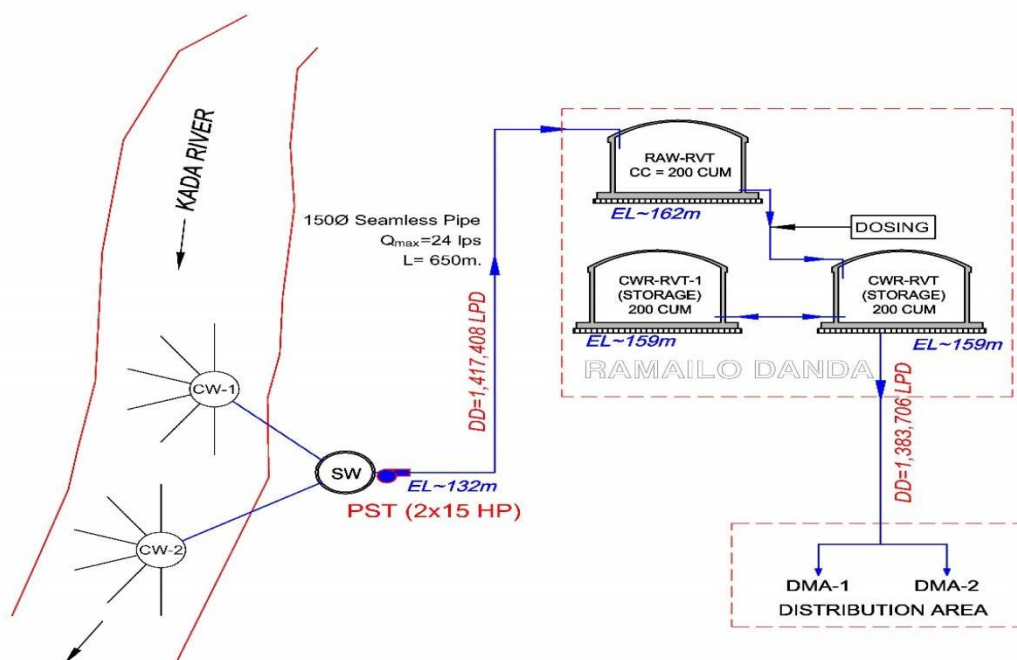 KADA RIVER
150Ø Seamless Pipe
Qmax=24 lps
L= 650m.
DD=1,417,408 LPD
CW-1
CW-2
SW
EL~132m
PST (2x15 HP)
RAW-RVT
CC = 200 CUM
EL~162m
DOSING
CWR-RVT-1
(STORAGE)
200 CUM
EL~159m
CWR-RVT
(STORAGE)
200 CUM
EL~159m
RAMAILO DANDA
DD=1,383,706 LPD
DMA-1
DMA-2
DISTRIBUTION AREA